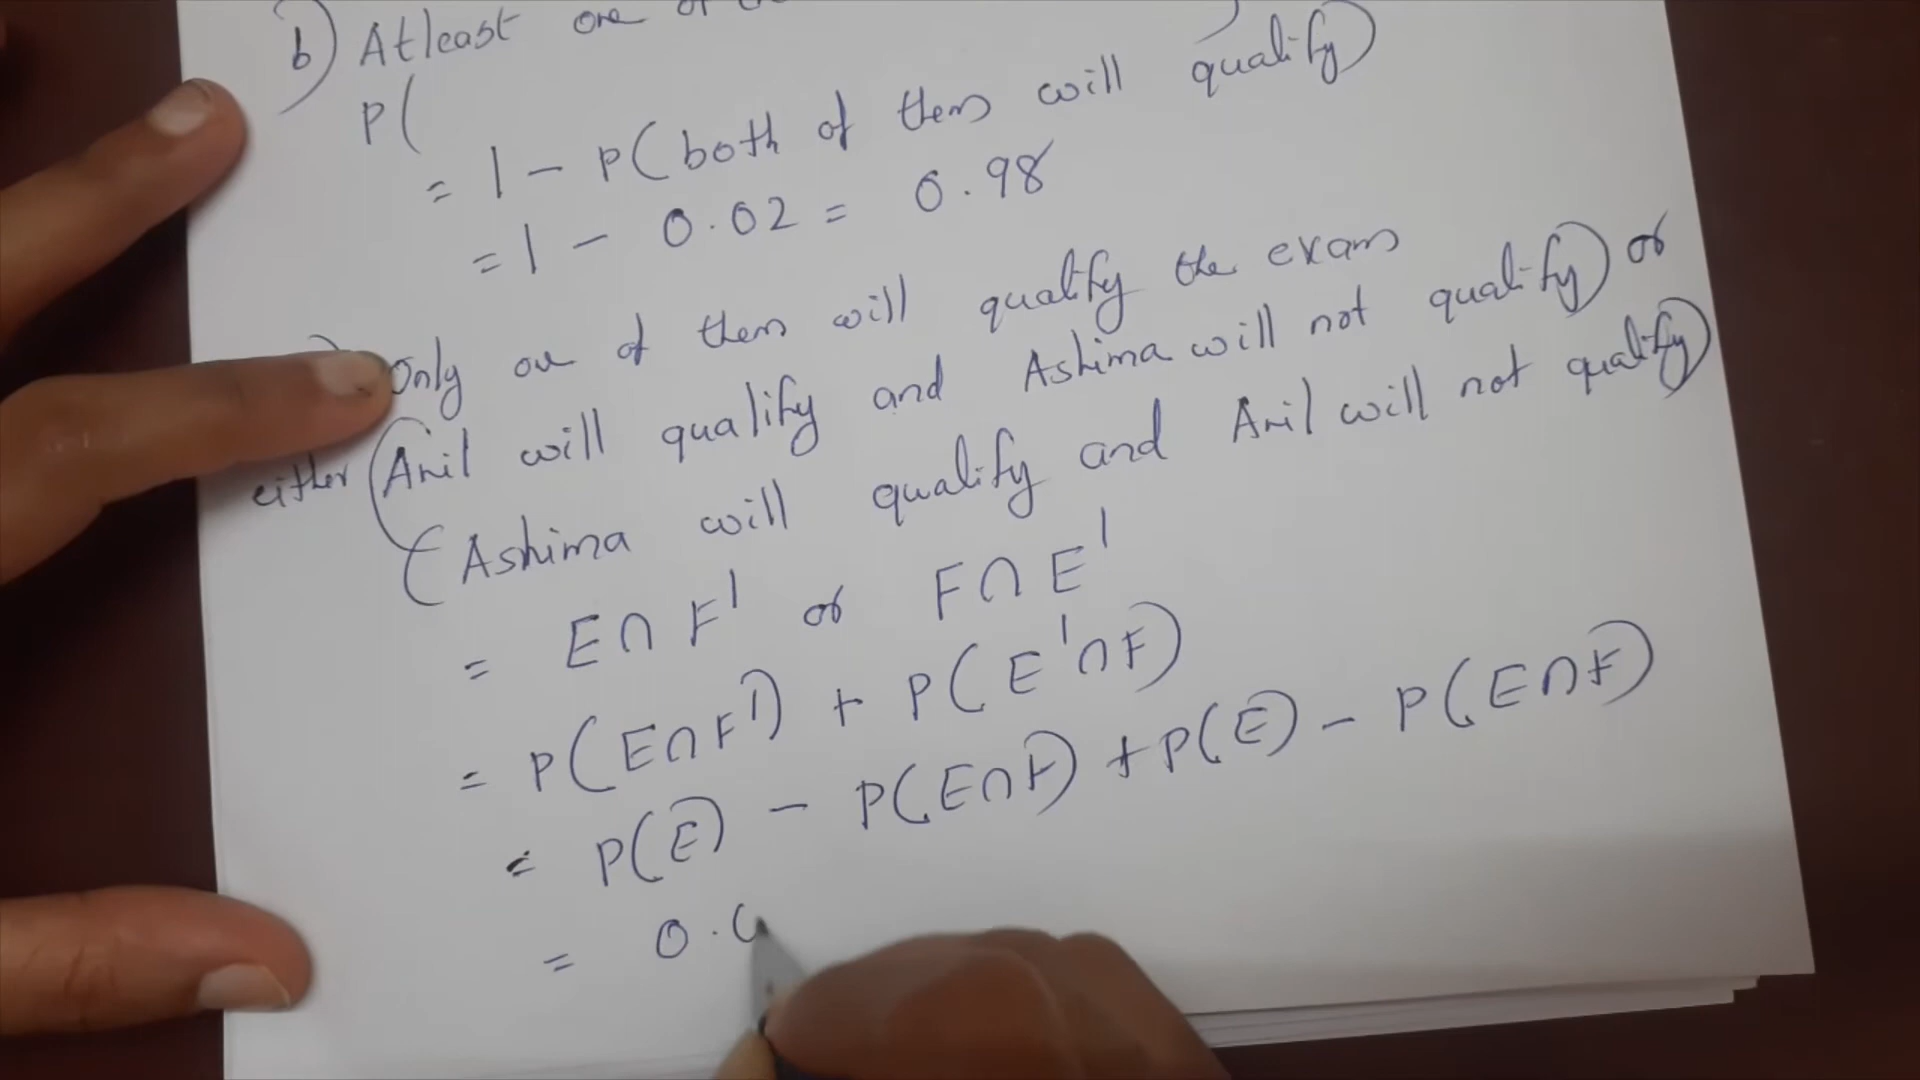 b) Atleast one of
P(
= 1 - P(both of them will qualify)
= 1 - 0.02 = 0.98
Only one of them will qualify the exam
either (Anil will qualify and Ashima will not qualify) or
(Ashima will qualify and Anil will not qualify)
= E∩F' or F∩E'
= P(E∩F') + P(E'∩F)
= P(E) - P(E∩F) + P(E) - P(E∩F)
= 0.0